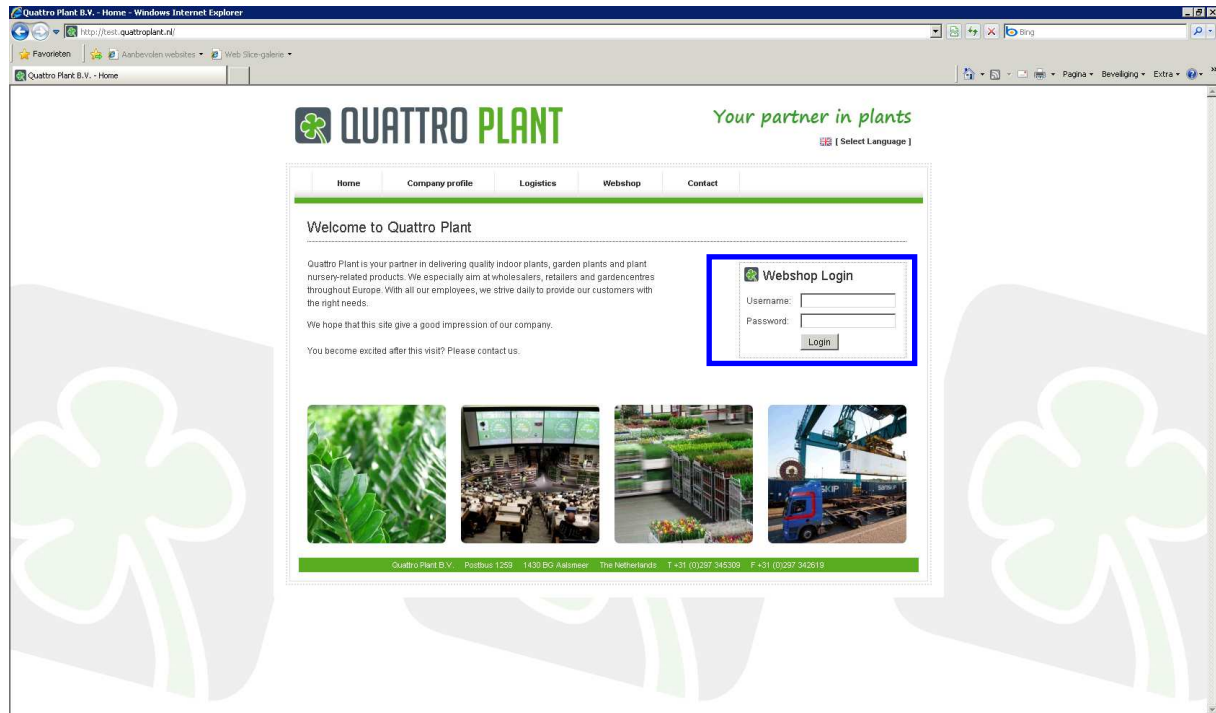 Quattro Plant B.V. - Home - Windows Internet Explorer
http://test.quattroplant.nl/
Bing
Favorieten Aanbevolen websites Web Slice-galerie
Quattro Plant B.V. - Home
Pagina Beveiliging Extra
QUATTRO PLANT
Your partner in plants
[ Select Language ]
Home Company profile Logistics Webshop Contact
Welcome to Quattro Plant
Quattro Plant is your partner in delivering quality indoor plants, garden plants and plant
nursery-related products. We especially aim at wholesalers, retailers and gardencentres
throughout Europe. With all our employees, we strive daily to provide our customers with
the right needs.
We hope that this site give a good impression of our company.
You become excited after this visit? Please contact us.
Webshop Login
Username:
Password:
Login
SKIP
Quattro Plant B.V. Postbus 1259 1430 BG Aalsmeer The Netherlands T +31 (0)297 345309 F +31 (0)297 342619